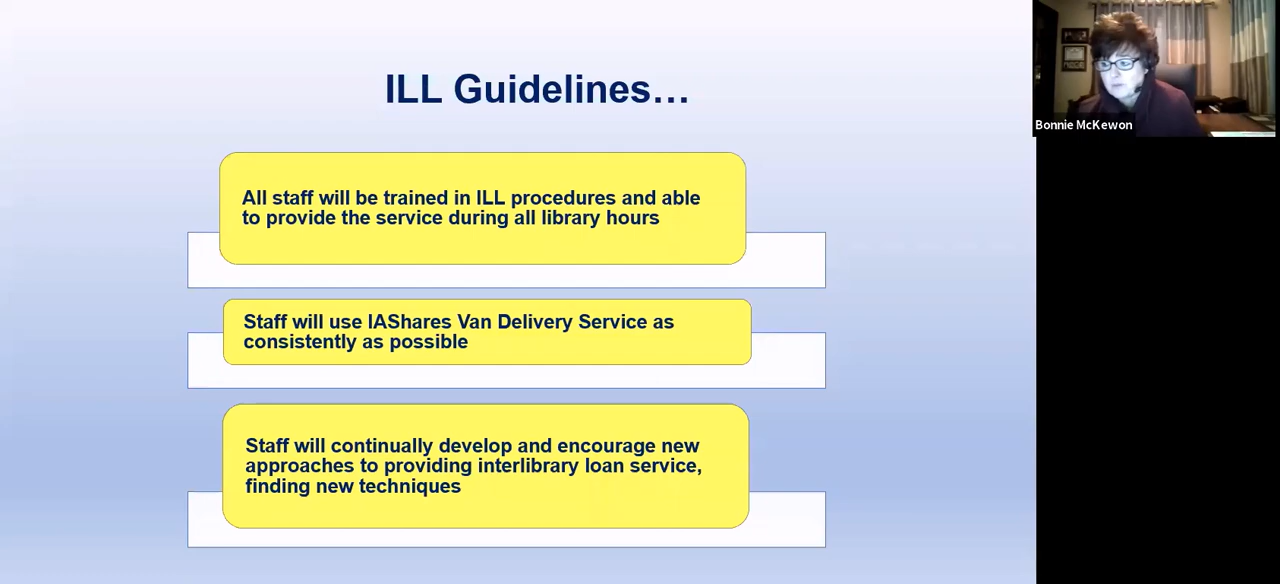 ILL Guidelines…
All staff will be trained in ILL procedures and able
to provide the service during all library hours
Staff will use IAShares Van Delivery Service as
consistently as possible
Staff will continually develop and encourage new
approaches to providing interlibrary loan service,
finding new techniques
Bonnie McKewon